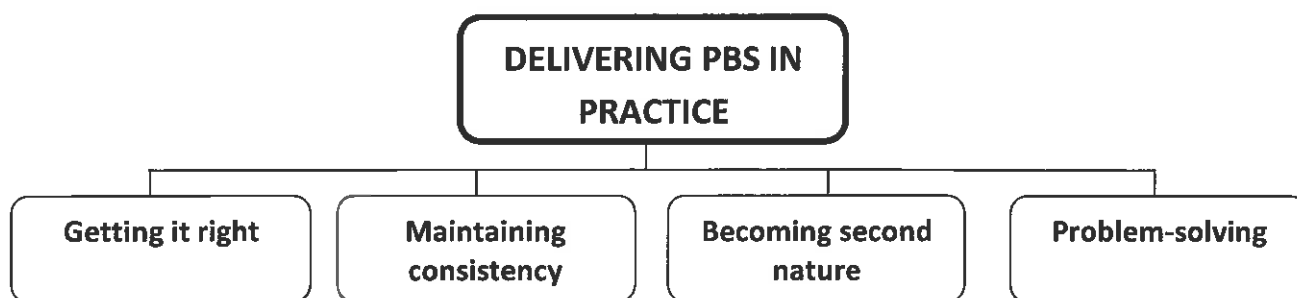 DELIVERING PBS IN
PRACTICE
Getting it right
Maintaining
consistency
Becoming second
nature
Problem-solving